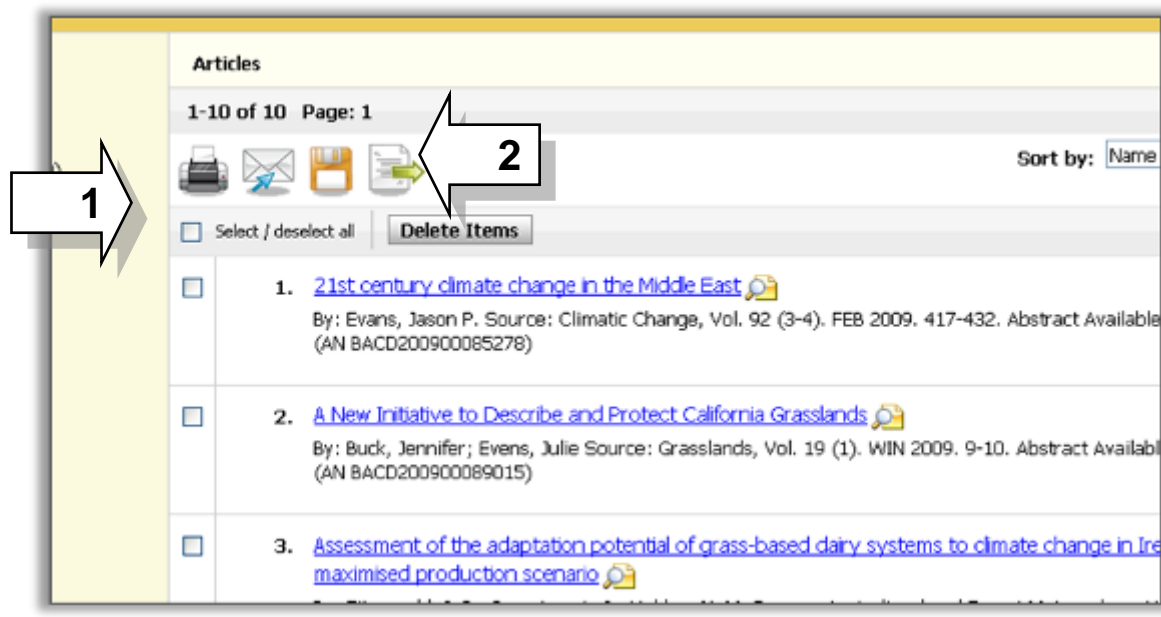 Articles
1-10 of 10 Page: 1
2
Sort by: Name
1
Select / deselect all Delete Items
1. 21st century climate change in the Middle East
By: Evans, Jason P. Source: Climatic Change, Vol. 92 (3-4). FEB 2009. 417-432. Abstract Available
(AN BACD200900085278)
2. A New Initiative to Describe and Protect California Grasslands
By: Buck, Jennifer; Evens, Julie Source: Grasslands, Vol. 19 (1). WIN 2009. 9-10. Abstract Availabl
(AN BACD200900089015)
3. Assessment of the adaptation potential of grass-based dairy systems to climate change in Ire
maximised production scenario